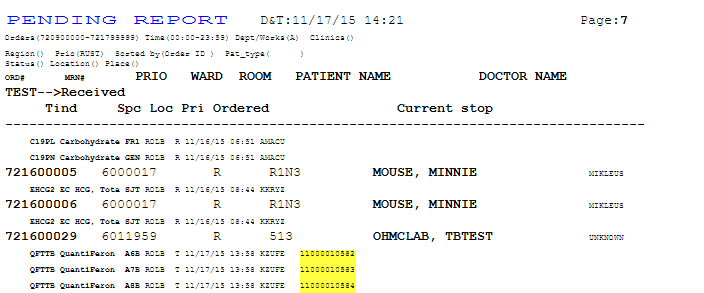 PENDING REPORT D&T:11/17/15 14:21 Page:7
Orders(720900000-721799999) Time(00:00-23:59) Dept/Works(A) Clinics()
Region() Prio(RUST) Sorted by(Order ID ) Pat_type( )
Status() Location() Place()
ORD# MRN# PRIO WARD ROOM PATIENT NAME DOCTOR NAME
TEST-->Received
Tind Spc Loc Pri Ordered Current stop
--------------------------------------------------------------------------------
C19PL Carbohydrate FR1 ROLB R 11/16/15 06:51 AMACU
C19PN Carbohydrate GEN ROLB R 11/16/15 06:51 AMACU
721600005 6000017 R R1N3 MOUSE, MINNIE MIKLEUS
EHCG2 EC HCG, Tota SJT ROLB R 11/16/15 08:44 KKRYZ
721600006 6000017 R R1N3 MOUSE, MINNIE MIKLEUS
EHCG2 EC HCG, Tota SJT ROLB R 11/16/15 08:44 KKRYZ
721600029 6011959 R 513 OHMCLAB, TBTEST UNKNOWN
QFTTB QuantiFeron A6B ROLB T 11/17/15 13:58 KZUFE 11000010582
QFTTB QuantiFeron A7B ROLB T 11/17/15 13:58 KZUFE 11000010583
QFTTB QuantiFeron A8B ROLB T 11/17/15 13:58 KZUFE 11000010584